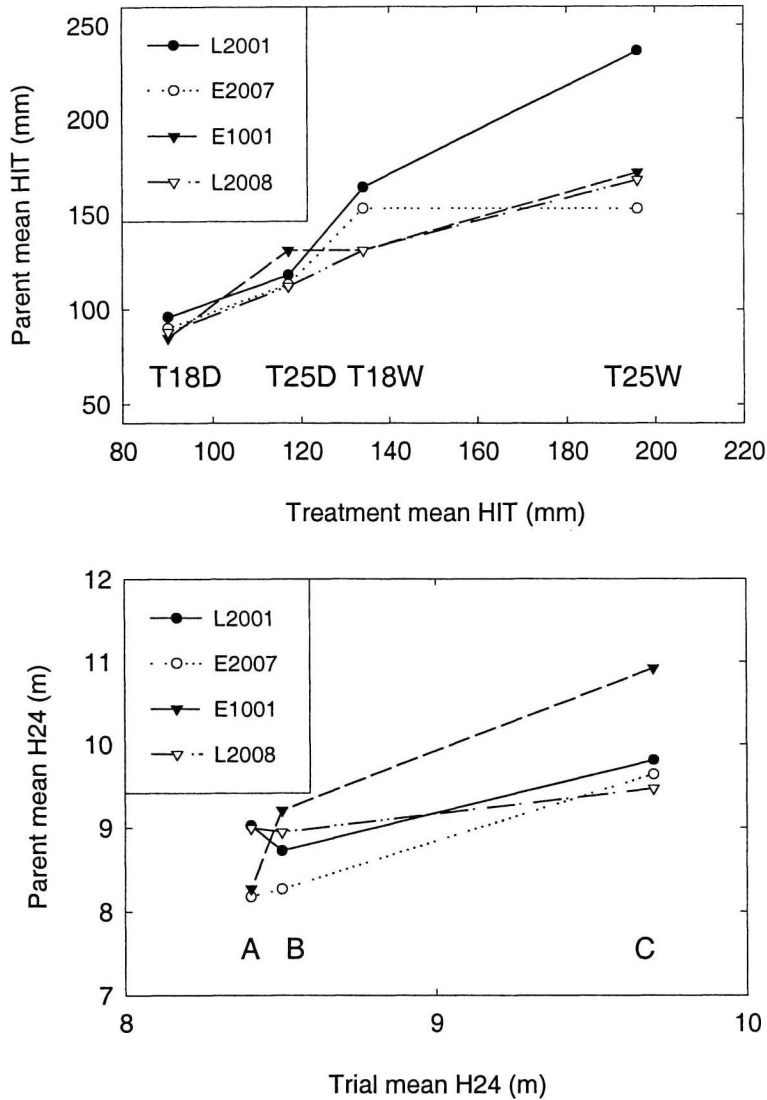 250
200
150
100
50
Parent mean HIT (mm)
L2001
E2007
E1001
L2008
T18D T25D T18W T25W
80 100 120 140 160 180 200 220
Treatment mean HIT (mm)
12
11
10
9
8
7
Parent mean H24 (m)
L2001
E2007
E1001
L2008
A B C
8 9 10
Trial mean H24 (m)